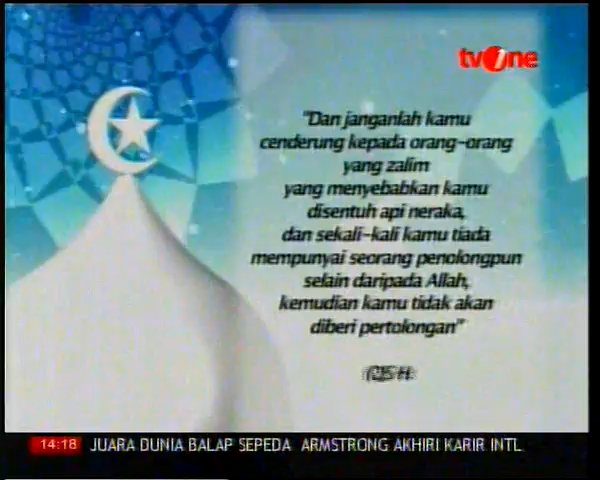 tvOne
"Dan janganlah kamu
cenderung kepada orang-orang
yang zalim
yang menyebabkan kamu
disentuh api neraka,
dan sekali-kali kamu tiada
mempunyai seorang penolongpun
selain daripada Allah,
kemudian kamu tidak akan
diberi pertolongan"
14:18 JUARA DUNIA BALAP SEPEDA ARMSTRONG AKHIRI KARIR INTL